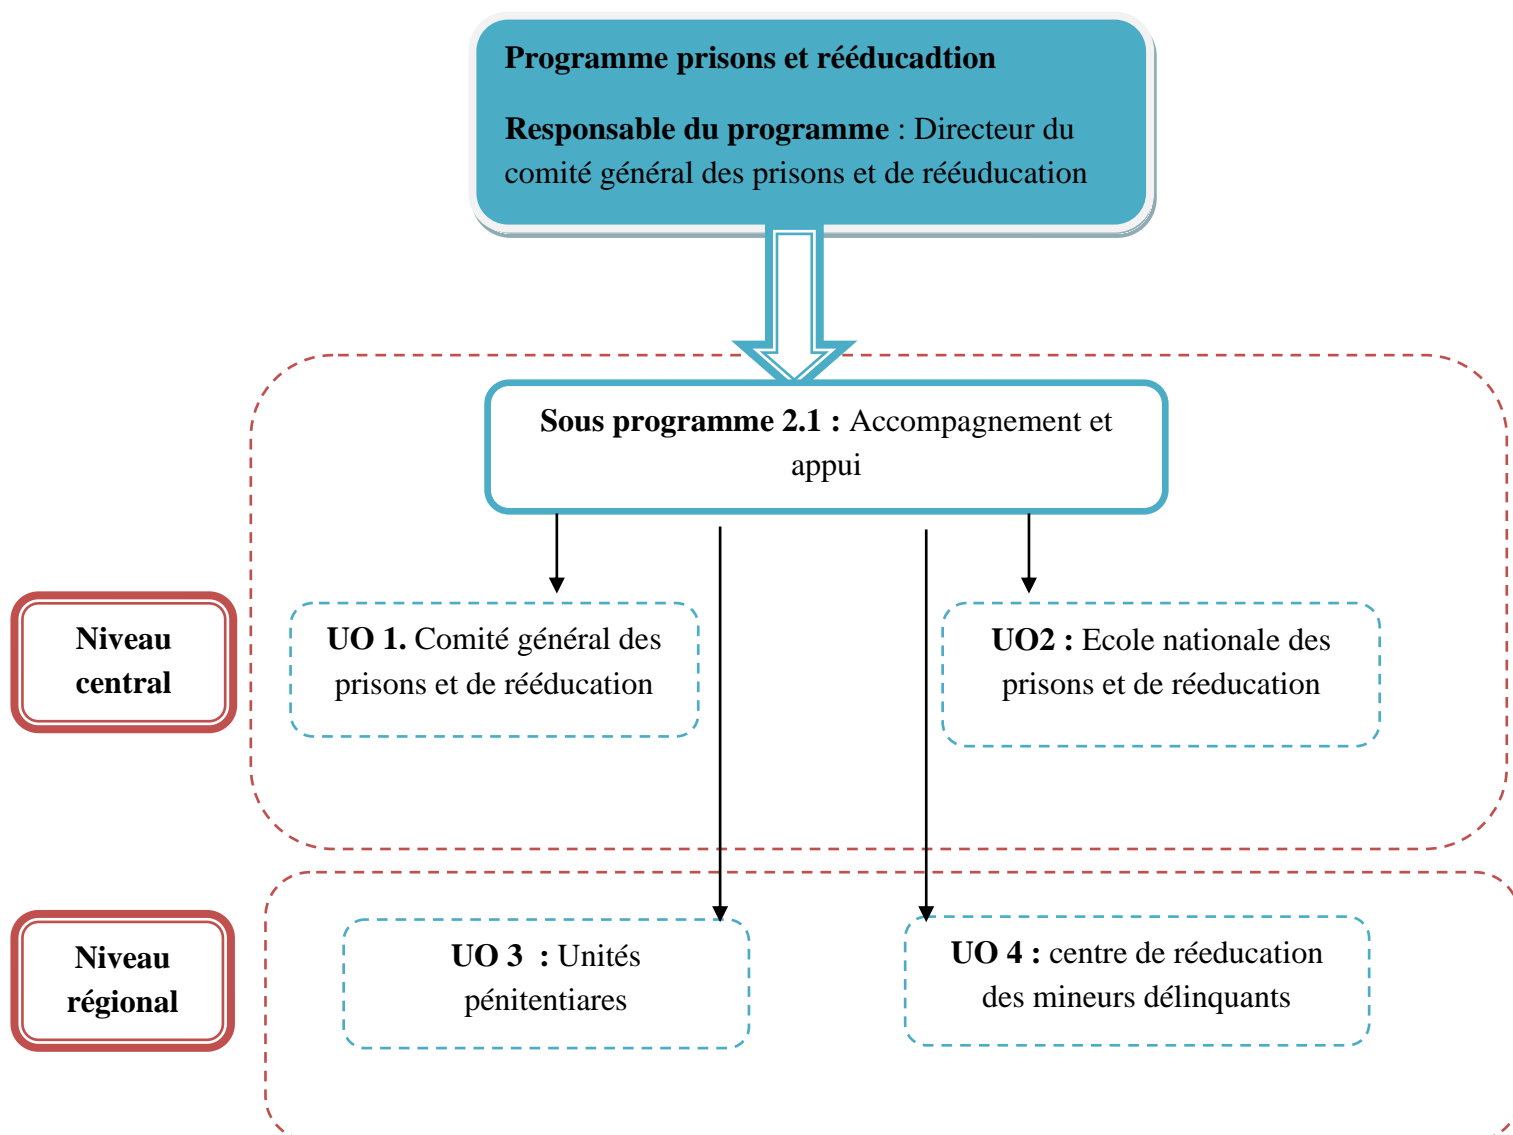 Programme prisons et rééducadtion
Responsable du programme : Directeur du
comité général des prisons et de rééuducation
Sous programme 2.1 : Accompagnement et
appui
Niveau
central
UO 1. Comité général des
prisons et de rééducation
UO2 : Ecole nationale des
prisons et de réeducation
Niveau
régional
UO 3  : Unités
pénitentiares
UO 4 : centre de réeducation
des mineurs délinquants